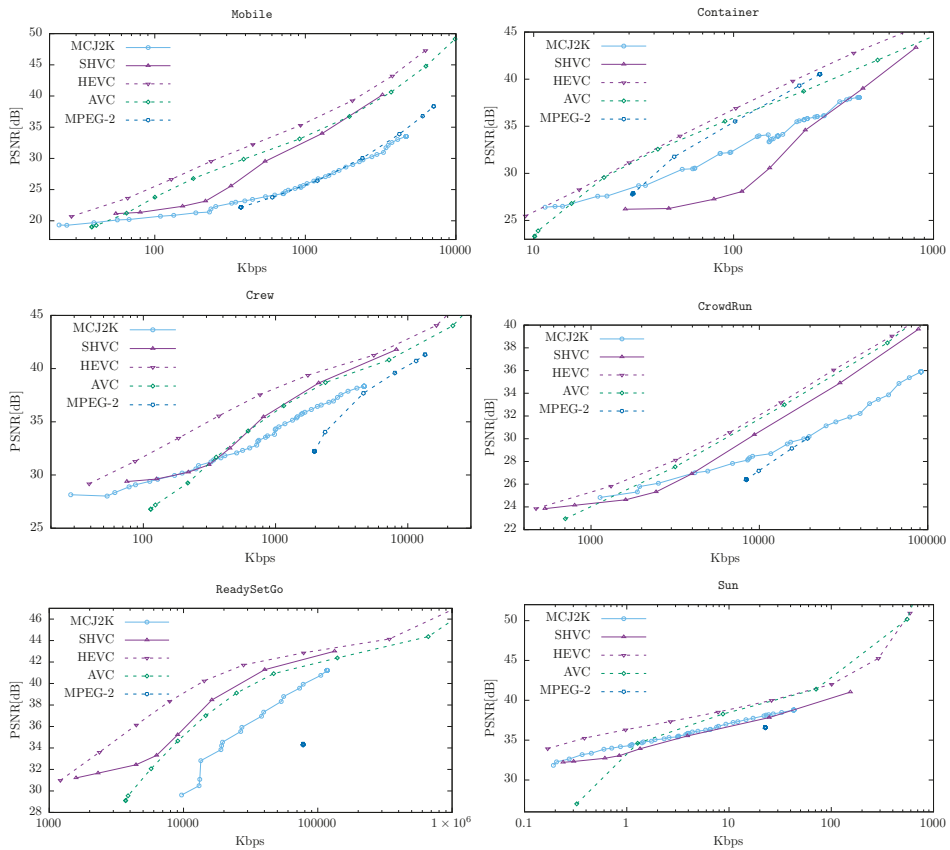 Mobile
50
45
40
35
30
25
20
PSNR[dB]
MCJ2K
SHVC
HEVC
AVC
MPEG-2
100
1000
10000
Kbps
Container
45
40
35
30
25
PSNR[dB]
MCJ2K
SHVC
HEVC
AVC
MPEG-2
10
100
1000
Kbps
Crew
45
40
35
30
25
PSNR[dB]
MCJ2K
SHVC
HEVC
AVC
MPEG-2
100
1000
10000
Kbps
CrowdRun
40
38
36
34
32
30
28
26
24
22
PSNR[dB]
MCJ2K
SHVC
HEVC
AVC
MPEG-2
1000
10000
100000
Kbps
ReadySetGo
46
44
42
40
38
36
34
32
30
28
PSNR[dB]
MCJ2K
SHVC
HEVC
AVC
MPEG-2
1000
10000
100000
1 × 10⁶
Kbps
Sun
50
45
40
35
30
PSNR[dB]
MCJ2K
SHVC
HEVC
AVC
MPEG-2
0.1
1
10
100
1000
Kbps